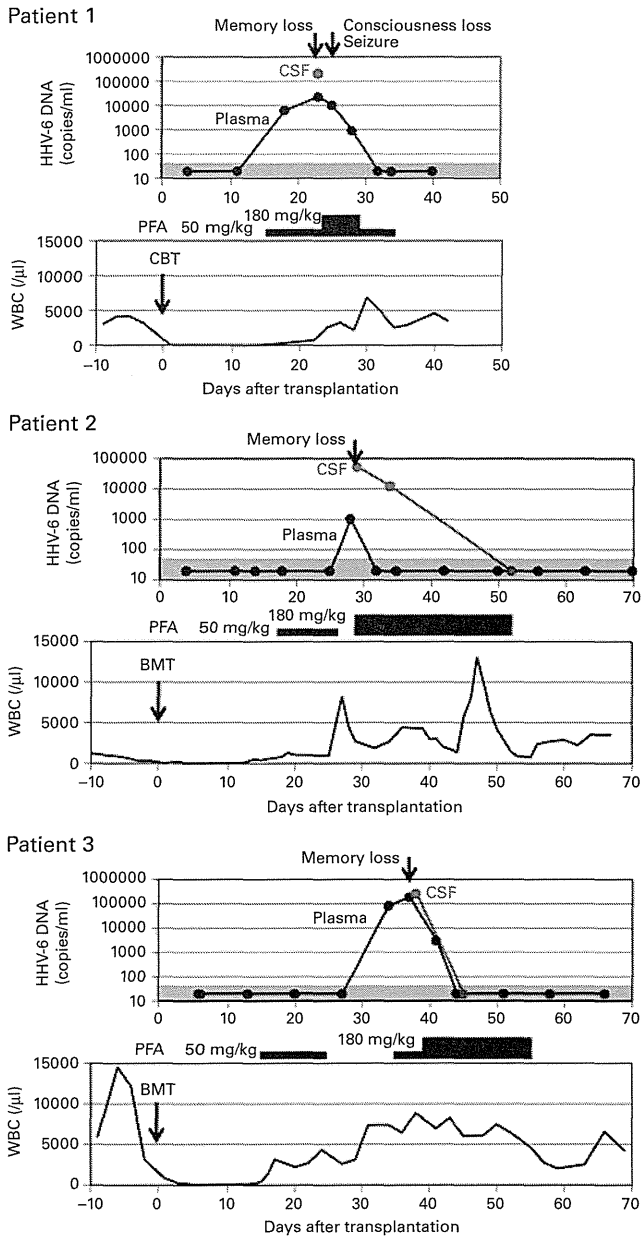 Patient 1
Memory loss
Consciousness loss
Seizure
HHV-6 DNA
(copies/ml)
1000000
100000
10000
1000
100
10
CSF
Plasma
0 10 20 30 40 50
180 mg/kg
PFA 50 mg/kg
WBC (/µl)
15000
10000
5000
0
CBT
–10 0 10 20 30 40 50
Days after transplantation
Patient 2
Memory loss
HHV-6 DNA
(copies/ml)
100000
10000
1000
100
10
CSF
Plasma
0 10 20 30 40 50 60 70
180 mg/kg
PFA 50 mg/kg
WBC (/µl)
15000
10000
5000
0
BMT
–10 0 10 20 30 40 50 60 70
Days after transplantation
Patient 3
Memory loss
HHV-6 DNA
(copies/ml)
1000000
100000
10000
1000
100
10
CSF
Plasma
0 10 20 30 40 50 60 70
180 mg/kg
PFA 50 mg/kg
WBC (/µl)
15000
10000
5000
0
BMT
–10 0 10 20 30 40 50 60 70
Days after transplantation